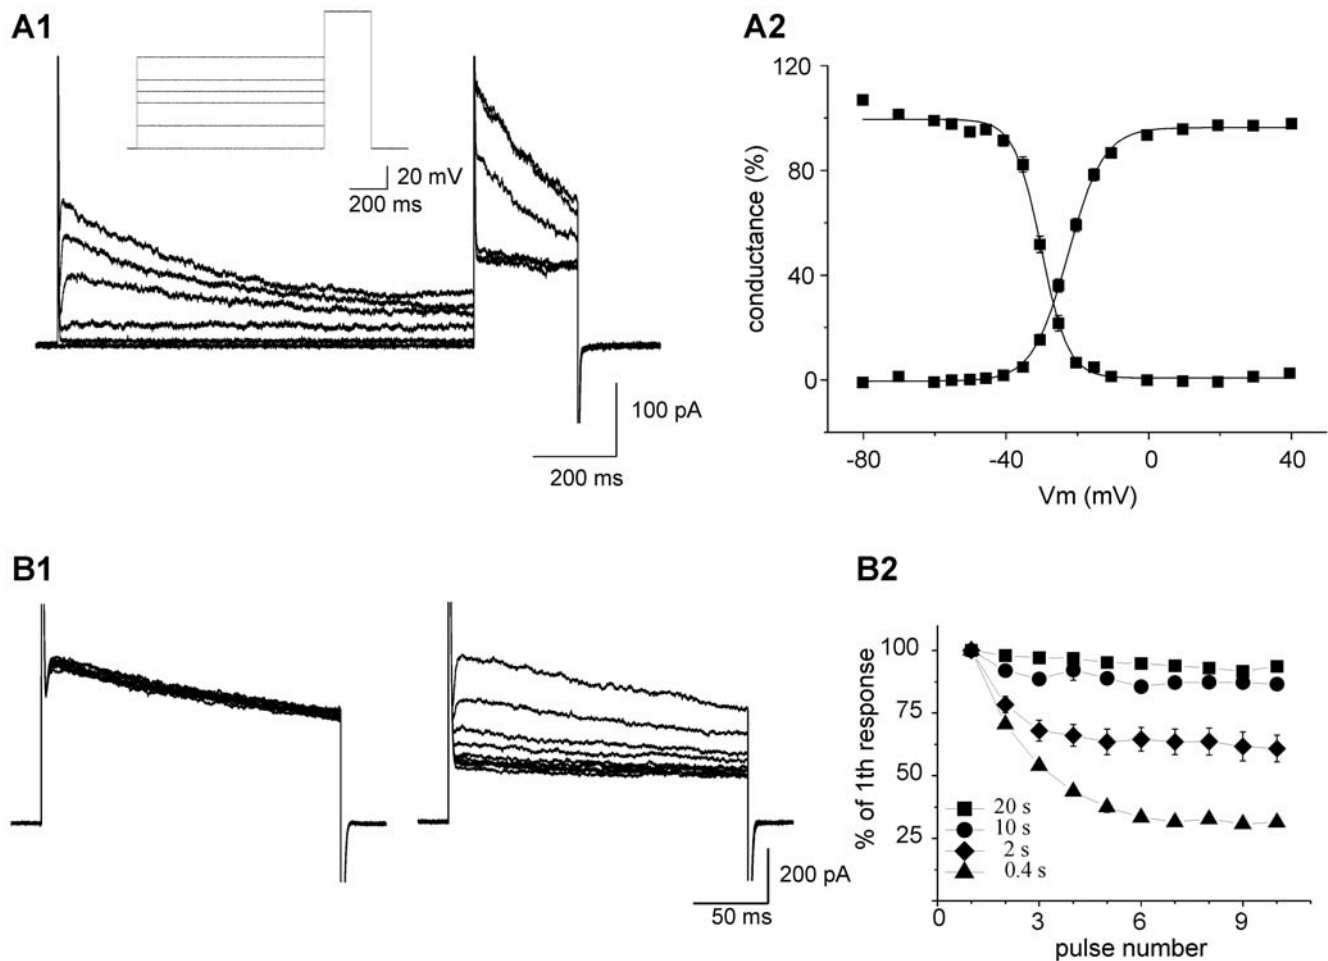 A1
20 mV
200 ms
100 pA
200 ms
A2
120
80
40
0
conductance (%)
-80
-40
0
40
Vm (mV)
B1
200 pA
50 ms
B2
100
75
50
25
% of 1th response
20 s
10 s
2 s
0.4 s
0
3
6
9
pulse number